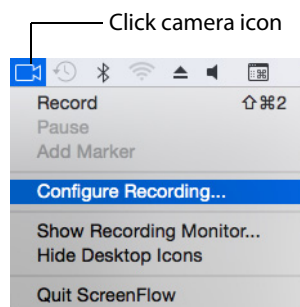 Click camera icon
Record ⇧⌘2
Pause
Add Marker
Configure Recording...
Show Recording Monitor...
Hide Desktop Icons
Quit ScreenFlow